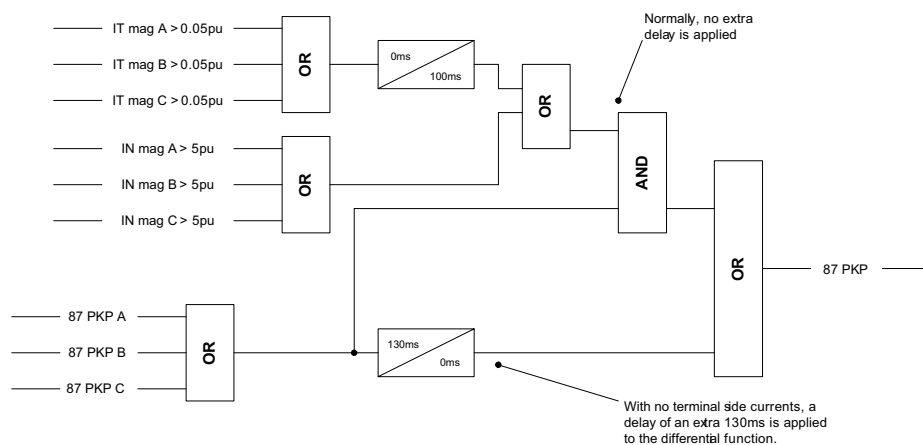 IT mag A > 0.05pu
IT mag B > 0.05pu
IT mag C > 0.05pu
OR
0ms
100ms
Normally, no extra
delay is applied
OR
IN mag A > 5pu
IN mag B > 5pu
IN mag C > 5pu
OR
AND
OR
87 PKP
87 PKP A
87 PKP B
87 PKP C
OR
130ms
0ms
With no terminal side currents, a
delay of an extra 130ms is applied
to the differential function.